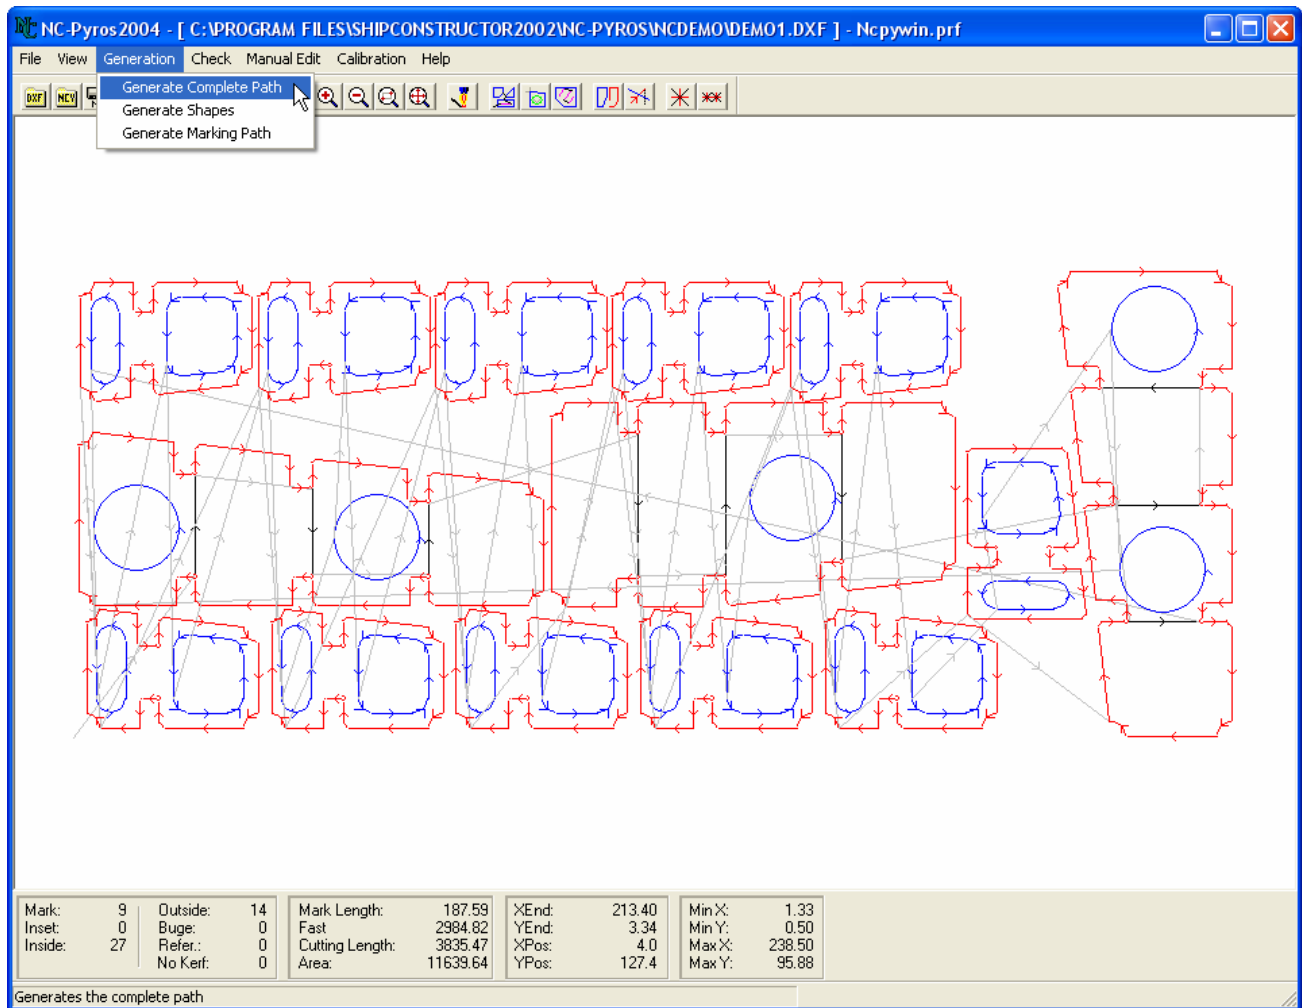 NC-Pyros2004 - [ C:\PROGRAM FILES\SHIPCONSTRUCTOR2002\NC-PYROS\NCDEMO\DEMO1.DXF ] - Ncpywin.prf
File View Generation Check Manual Edit Calibration Help
DXF NCV
Generate Complete Path
Generate Shapes
Generate Marking Path
Mark: 9 Outside: 14 Mark Length: 187.59 XEnd: 213.40 Min X: 1.33
Inset: 0 Buge: 0 Fast 2984.82 YEnd: 3.34 Min Y: 0.50
Inside: 27 Refer.: 0 Cutting Length: 3835.47 XPos: 4.0 Max X: 238.50
No Kerf: 0 Area: 11639.64 YPos: 127.4 Max Y: 95.88
Generates the complete path